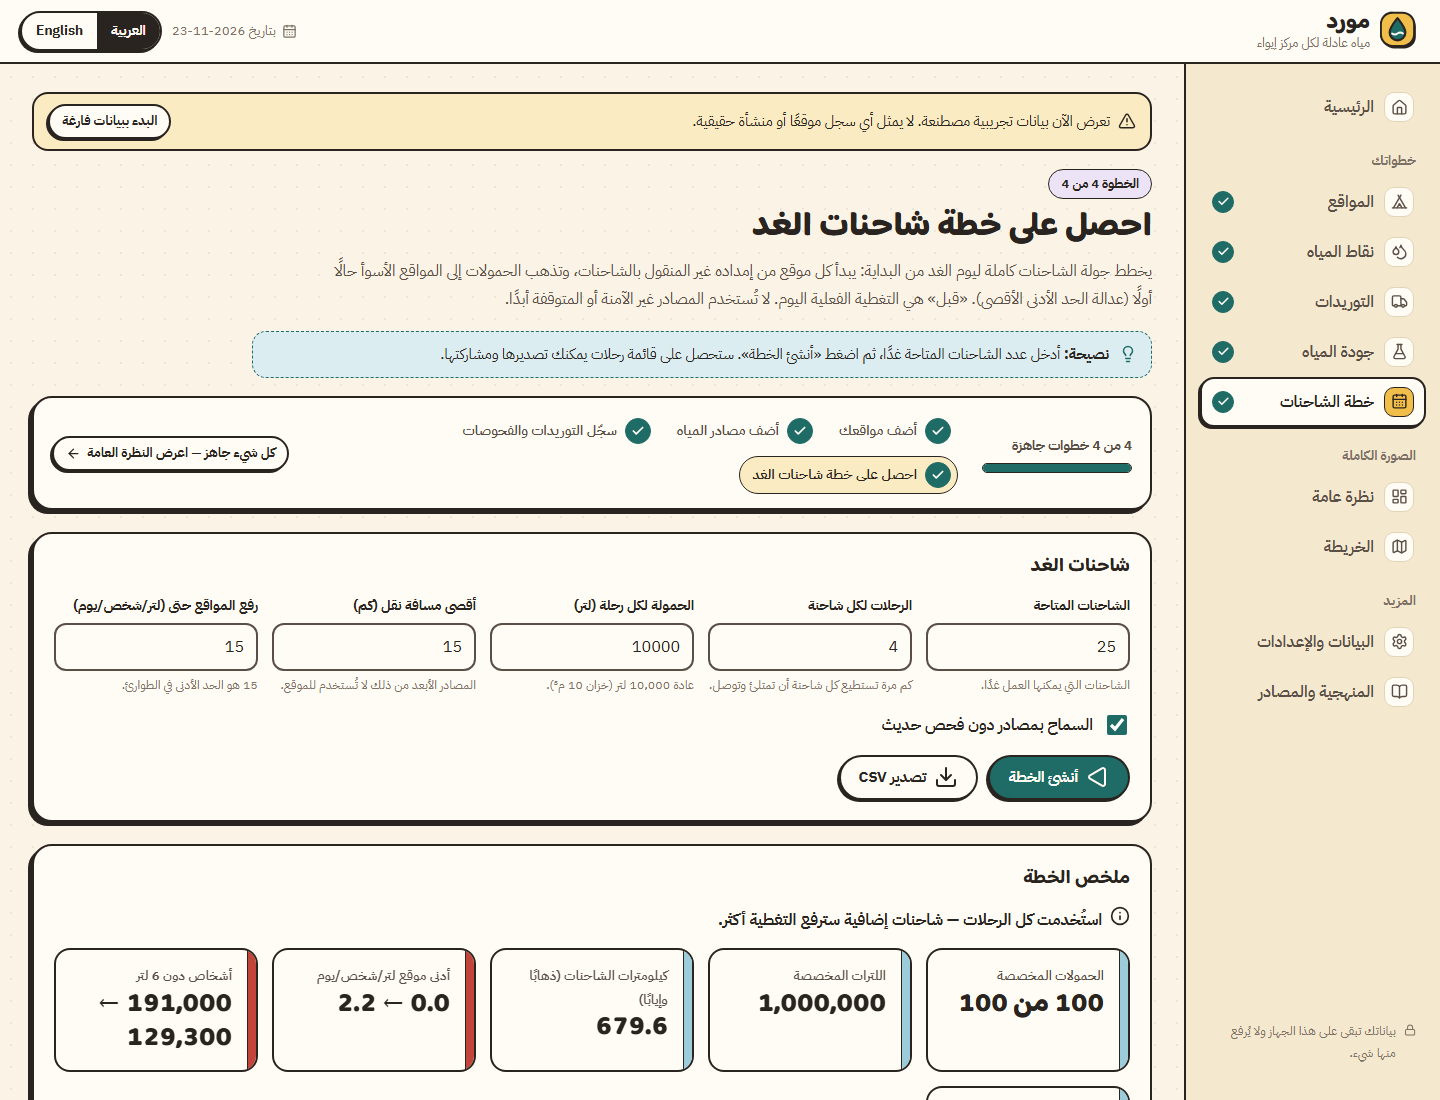 مورد
مياه عادلة لكل مركز إيواء
بتاريخ 2026-11-23
العربية
English
الرئيسية
خطواتك
المواقع
نقاط المياه
التوريدات
جودة المياه
خطة الشاحنات
الصورة الكاملة
نظرة عامة
الخريطة
المزيد
البيانات والإعدادات
المنهجية والمصادر
بياناتك تبقى على هذا الجهاز ولا يُرفع
منها شيء.
تعرض الآن بيانات تجريبية مصطنعة. لا يمثل أي سجل موقعًا أو منشأة حقيقية.
البدء ببيانات فارغة
الخطوة 4 من 4
احصل على خطة شاحنات الغد
يخطط جولة الشاحنات كاملة ليوم الغد من البداية: يبدأ كل موقع من إمداده غير المنقول بالشاحنات، وتذهب الحمولات إلى المواقع الأسوأ حالًا
أولًا (عدالة الحد الأدنى الأقصى). «قبل» هي التغطية الفعلية اليوم. لا تُستخدم المصادر غير الآمنة أو المتوقفة أبدًا.
نصيحة: أدخل عدد الشاحنات المتاحة غدًا، ثم اضغط «أنشئ الخطة». ستحصل على قائمة رحلات يمكنك تصديرها ومشاركتها.
4 من 4 خطوات جاهزة
أضف مواقعك
أضف مصادر المياه
سجّل التوريدات والفحوصات
احصل على خطة شاحنات الغد
كل شيء جاهز — اعرض النظرة العامة ←
شاحنات الغد
الشاحنات المتاحة
25
الشاحنات التي يمكنها العمل غدًا.
الرحلات لكل شاحنة
4
كم مرة تستطيع كل شاحنة أن تمتلئ وتوصل.
الحمولة لكل رحلة (لتر)
10000
عادة 10,000 لتر (خزان 10 م³).
أقصى مسافة نقل (كم)
15
المصادر الأبعد من ذلك لا تُستخدم للموقع.
رفع المواقع حتى (لتر/شخص/يوم)
15
15 هو الحد الأدنى في الطوارئ.
السماح بمصادر دون فحص حديث
أنشئ الخطة
تصدير CSV
ملخص الخطة
استُخدمت كل الرحلات — شاحنات إضافية سترفع التغطية أكثر.
الحمولات المخصصة
100 من 100
اللترات المخصصة
1,000,000
كيلومترات الشاحنات (ذهابًا
وإيابًا)
679.6
أدنى موقع لتر/شخص/يوم
0.0 ← 2.2
أشخاص دون 6 لتر
191,000 ←
129,300